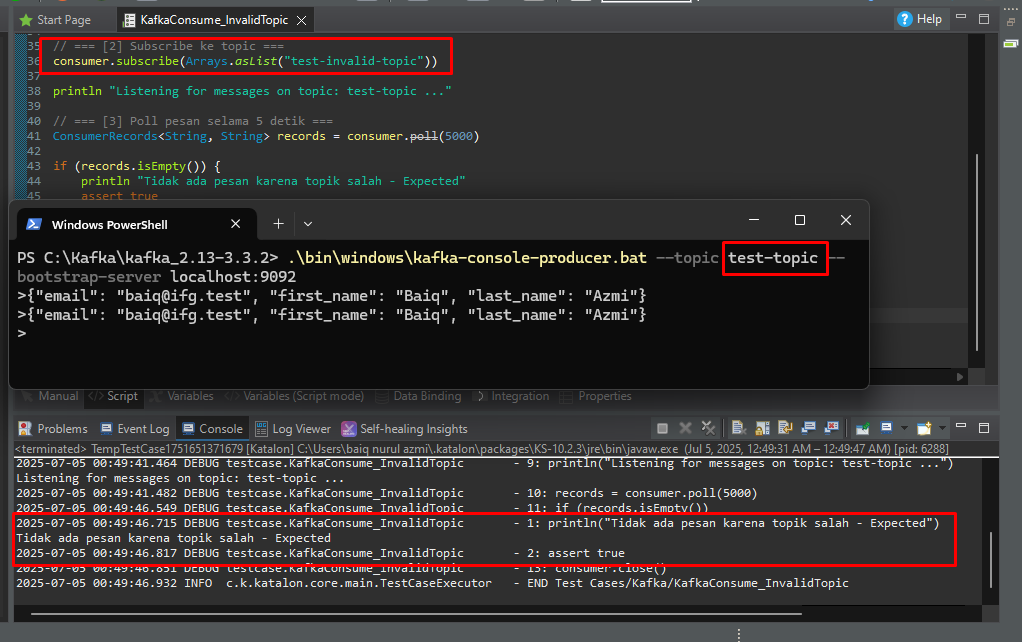 Start Page
KafkaConsume_InvalidTopic
Help
35 // === [2] Subscribe ke topic ===
36 consumer.subscribe(Arrays.asList("test-invalid-topic"))
37
38 println "Listening for messages on topic: test-topic ..."
39
40 // === [3] Poll pesan selama 5 detik ===
41 ConsumerRecords<String, String> records = consumer.poll(5000)
42
43 if (records.isEmpty()) {
44 println "Tidak ada pesan karena topik salah - Expected"
45 assert true
Windows PowerShell
PS C:\Kafka\kafka_2.13-3.3.2> .\bin\windows\kafka-console-producer.bat --topic test-topic --
bootstrap-server localhost:9092
>{"email": "baiq@ifg.test", "first_name": "Baiq", "last_name": "Azmi"}
>{"email": "baiq@ifg.test", "first_name": "Baiq", "last_name": "Azmi"}
>
Manual </> Script Variables </> Variables (Script mode) Data Binding Integration Properties
Problems Event Log Console Log Viewer Self-healing Insights
<terminated> TempTestCase1751651371679 [Katalon] C:\Users\baiq nurul azmi\.katalon\packages\KS-10.2.3\jre\bin\javaw.exe (Jul 5, 2025, 12:49:31 AM – 12:49:47 AM) [pid: 6288]
2025-07-05 00:49:41.464 DEBUG testcase.KafkaConsume_InvalidTopic - 9: println("Listening for messages on topic: test-topic ...")
Listening for messages on topic: test-topic ...
2025-07-05 00:49:41.482 DEBUG testcase.KafkaConsume_InvalidTopic - 10: records = consumer.poll(5000)
2025-07-05 00:49:46.549 DEBUG testcase.KafkaConsume_InvalidTopic - 11: if (records.isEmpty())
2025-07-05 00:49:46.715 DEBUG testcase.KafkaConsume_InvalidTopic - 1: println("Tidak ada pesan karena topik salah - Expected")
Tidak ada pesan karena topik salah - Expected
2025-07-05 00:49:46.817 DEBUG testcase.KafkaConsume_InvalidTopic - 2: assert true
2025-07-05 00:49:46.851 DEBUG testcase.KafkaConsume_InvalidTopic - 13: consumer.close()
2025-07-05 00:49:46.932 INFO c.k.katalon.core.main.TestCaseExecutor - END Test Cases/Kafka/KafkaConsume_InvalidTopic